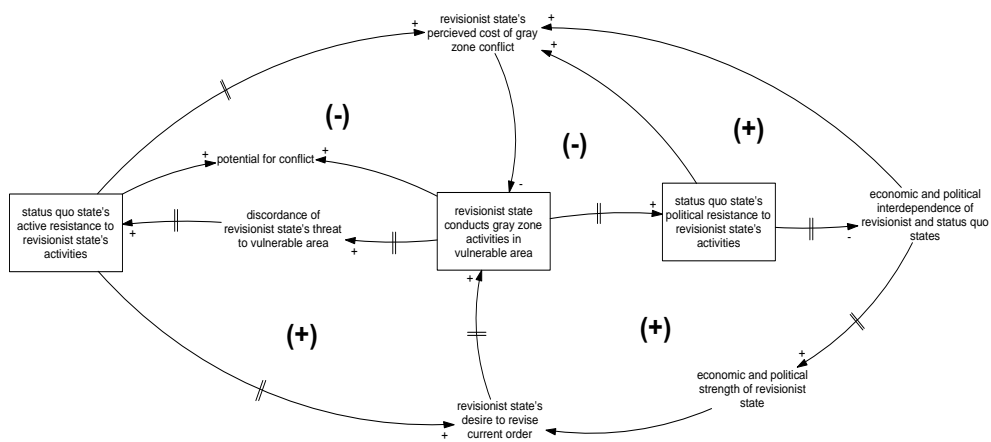 revisionist state's
percieved cost of gray
zone conflict
+
+
+
+
(-)
(-)
(+)
potential for conflict
+
+
-
status quo state's
active resistance to
revisionist state's
activities
+
discordance of
revisionist state's threat
to vulnerable area
+
revisionist state
conducts gray zone
activities in
vulnerable area
+
+
status quo state's
political resistance to
revisionist state's
activities
economic and political
interdependence of
revisionist and status quo
states
-
(+)
(+)
+
economic and political
strength of revisionist
state
revisionist state's
desire to revise
current order
+